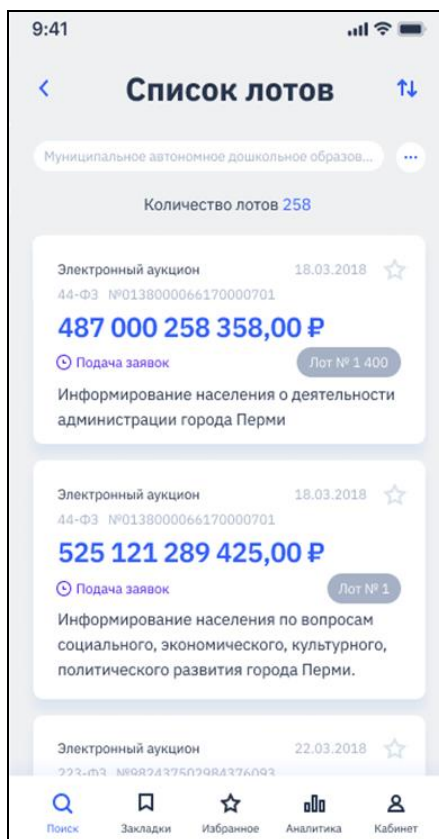 9:41
Список лотов
Муниципальное автономное дошкольное образов... ...
Количество лотов 258
Электронный аукцион 18.03.2018
44-ФЗ №0138000066170000701
487 000 258 358,00 ₽
Подача заявок Лот № 1 400
Информирование населения о деятельности
администрации города Перми
Электронный аукцион 18.03.2018
44-ФЗ №0138000066170000701
525 121 289 425,00 ₽
Подача заявок Лот № 1
Информирование населения по вопросам
социального, экономического, культурного,
политического развития города Перми.
Электронный аукцион 22.03.2018
223-ФЗ №982437502984376093
Поиск Закладки Избранное Аналитика Кабинет